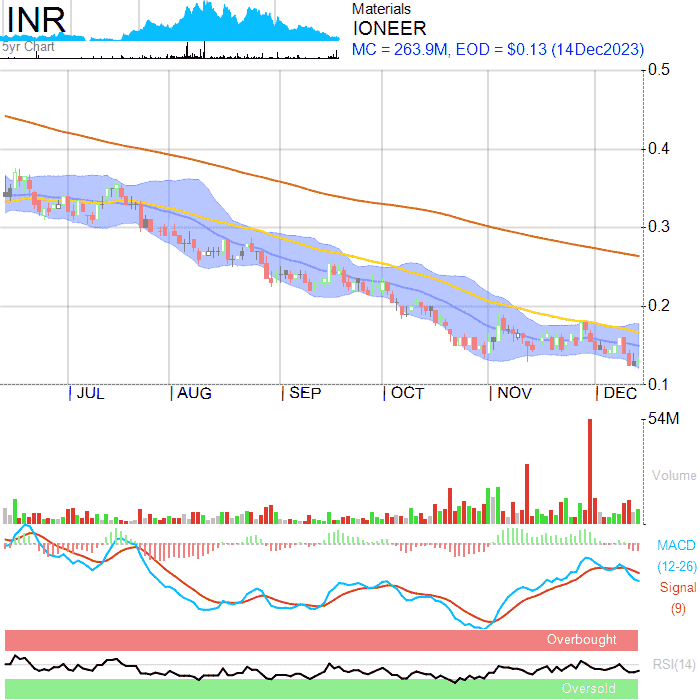 INR
5yr Chart
Materials
IONEER
MC = 263.9M, EOD = $0.13 (14Dec2023)
0.5
0.4
0.3
0.2
0.1
JUL AUG SEP OCT NOV DEC
54M
Volume
MACD
(12-26)
Signal
(9)
Overbought
RSI(14)
Oversold